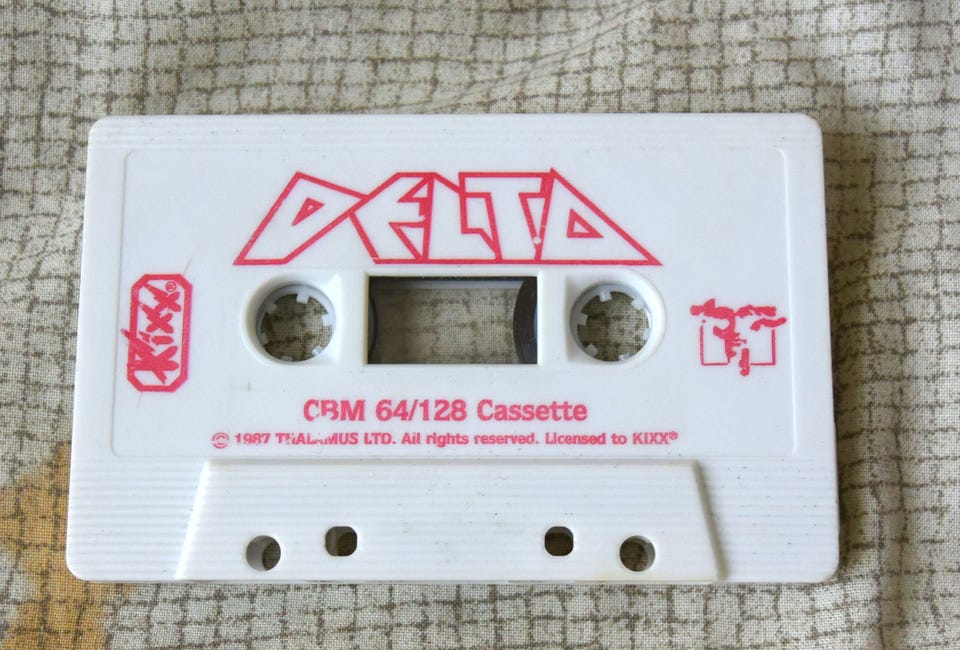 DELTA
KIXX®
CBM 64/128 Cassette
© 1987 THALAMUS LTD. All rights reserved. Licensed to KIXX®